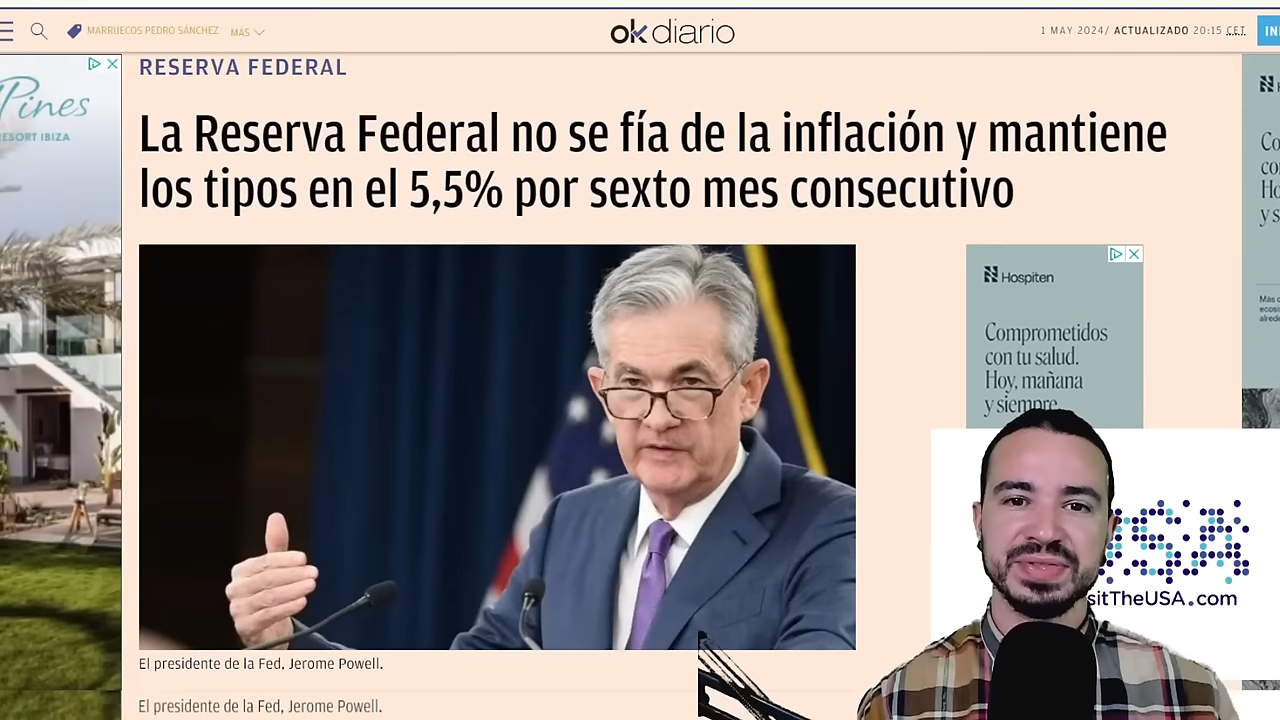 MARRUECOS PEDRO SÁNCHEZ MÁS
okdiario
1 MAY 2024/ ACTUALIZADO 20:15 CET
IN
Pines
RESORT IBIZA
RESERVA FEDERAL
La Reserva Federal no se fía de la inflación y mantiene
los tipos en el 5,5% por sexto mes consecutivo
Hospiten
Comprometidos
con tu salud.
Hoy, mañana
y siempre.
USA
sitTheUSA.com
El presidente de la Fed, Jerome Powell.
El presidente de la Fed, Jerome Powell.